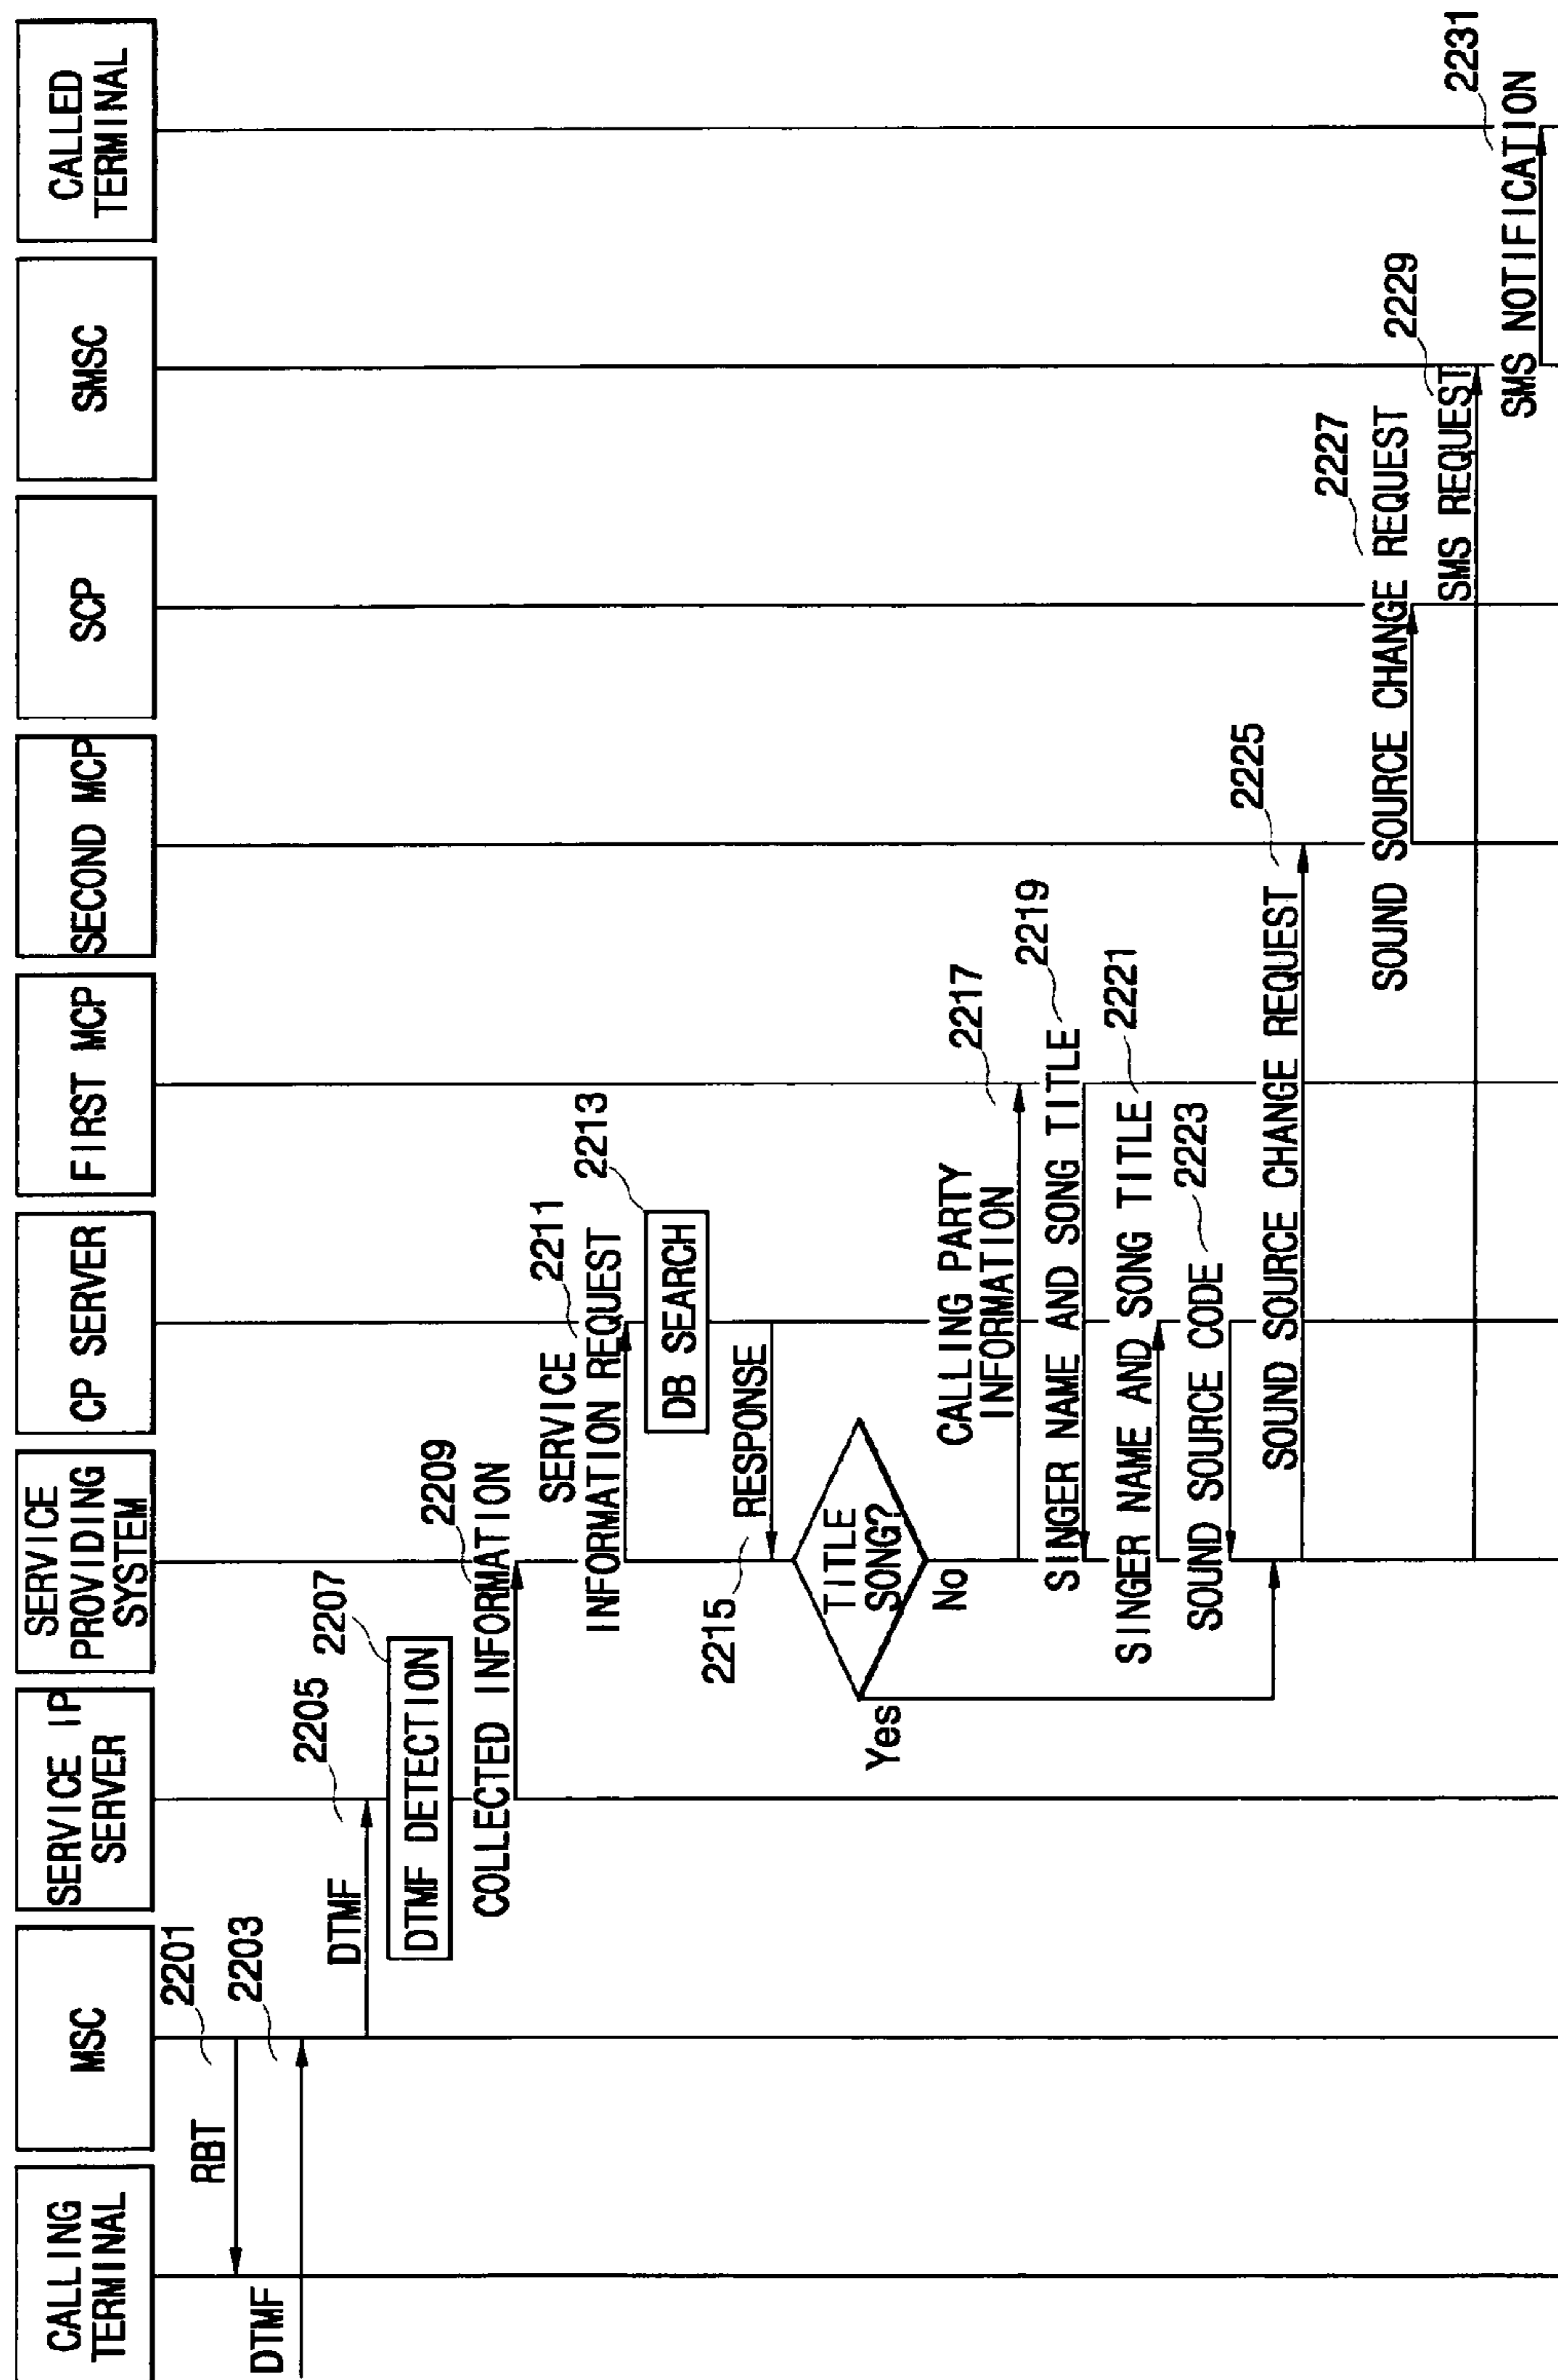 CALLING
TERMINAL
MSC
SERVICE IP
SERVER
SERVICE
PROVIDING
SYSTEM
CP SERVER
FIRST MCP
SECOND MCP
SCP
SMSC
CALLED
TERMINAL
RBT
2201
DTMF
2203
DTMF
2205
DTMF DETECTION
2207
COLLECTED INFORMATION
2209
SERVICE
INFORMATION REQUEST
2211
DB SEARCH
2213
2215
RESPONSE
TITLE
SONG?
Yes
No
CALLING PARTY
INFORMATION
2217
SINGER NAME AND SONG TITLE
2219
SINGER NAME AND SONG TITLE
2221
SOUND SOURCE CODE
2223
SOUND SOURCE CHANGE REQUEST
2225
SOUND SOURCE CHANGE REQUEST
2227
SMS REQUEST
2229
SMS NOTIFICATION
2231